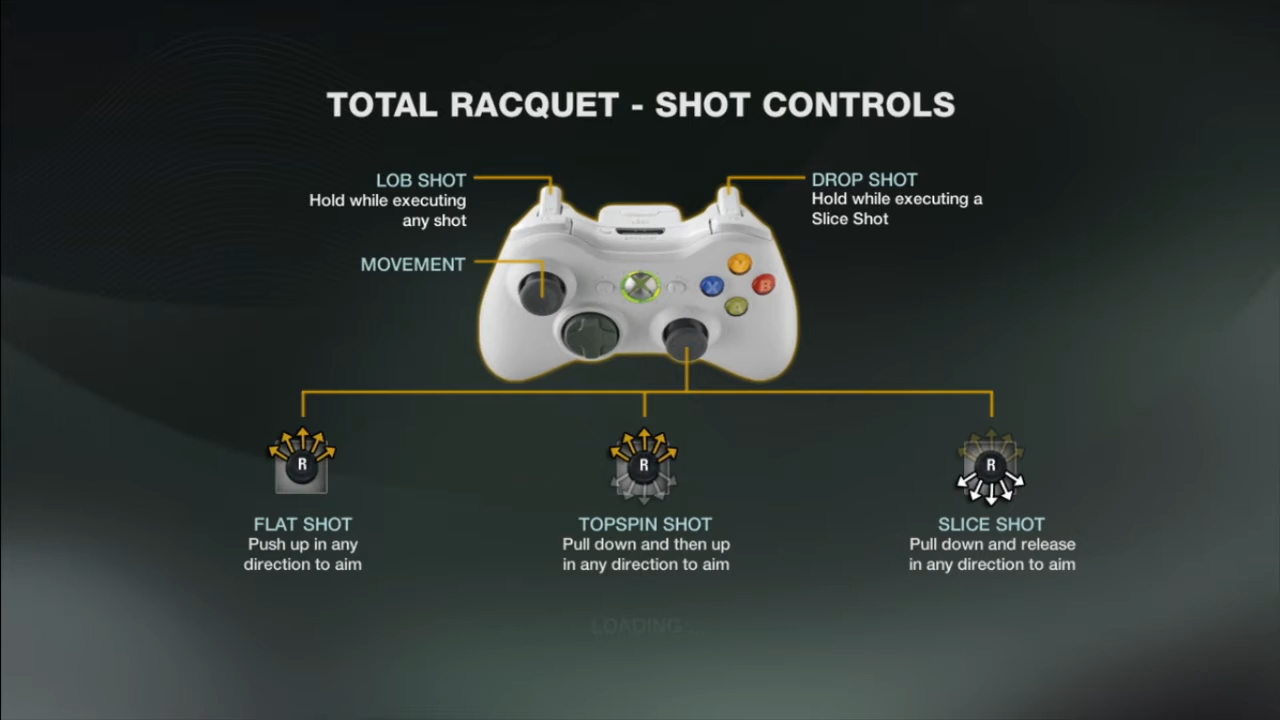 TOTAL RACQUET - SHOT CONTROLS
LOB SHOT
Hold while executing
any shot
DROP SHOT
Hold while executing a
Slice Shot
MOVEMENT
Y
X
B
A
R
R
R
FLAT SHOT
Push up in any
direction to aim
TOPSPIN SHOT
Pull down and then up
in any direction to aim
SLICE SHOT
Pull down and release
in any direction to aim
LOADING...